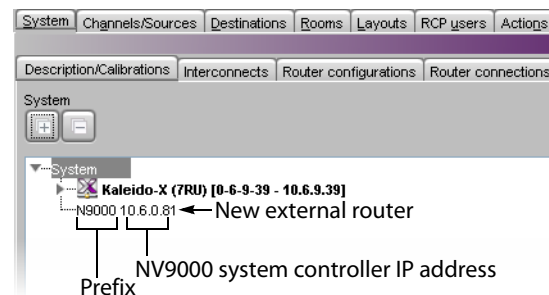 System Channels/Sources Destinations Rooms Layouts RCP users Actions
Description/Calibrations Interconnects Router configurations Router connections
System
System
Kaleido-X (7RU) [0-6-9-39 - 10.6.9.39]
N9000 10.6.0.81 New external router
NV9000 system controller IP address
Prefix